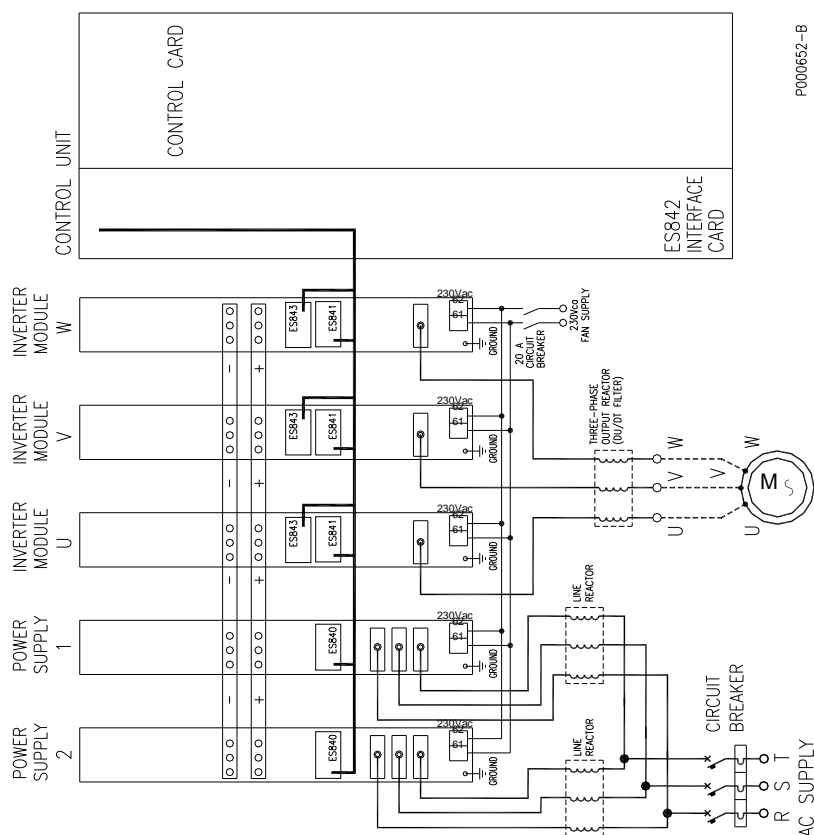 CONTROL UNIT
CONTROL CARD
ES842
INTERFACE
CARD
P000652-B
INVERTER
MODULE
W
ES843
ES841
230Vac
62
61
GROUND
20 A
CIRCUIT
BREAKER
230Vca
FAN SUPPLY
–
+
INVERTER
MODULE
V
ES843
ES841
230Vac
62
61
GROUND
–
+
INVERTER
MODULE
U
ES843
ES841
230Vac
62
61
GROUND
–
+
POWER
SUPPLY
1
ES840
230Vac
62
61
GROUND
–
+
POWER
SUPPLY
2
ES840
230Vac
62
61
GROUND
THREE-PHASE
OUTPUT REACTOR
(DU/DT FILTER)
U
V
W
U
V
W
M
LINE
REACTOR
LINE
REACTOR
CIRCUIT
BREAKER
R
S
T
AC SUPPLY